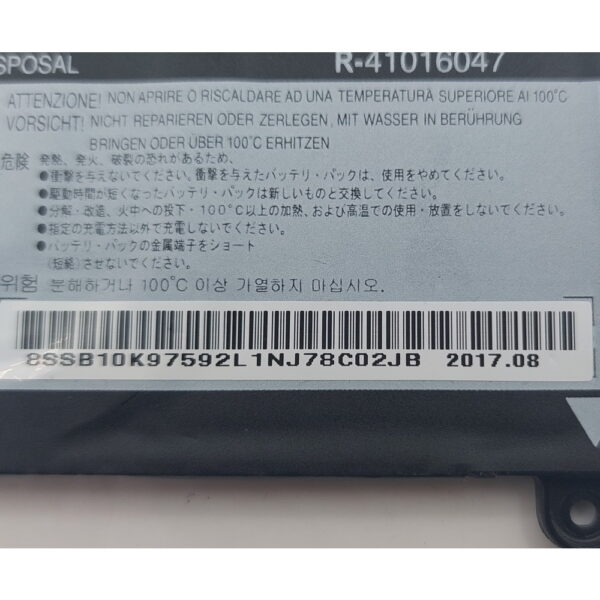 SPOSAL R-41016047
ATTENZIONE! NON APRIRE O RISCALDARE AD UNA TEMPERATURA SUPERIORE AI 100°C
VORSICHT! NICHT REPARIEREN ODER ZERLEGEN, MIT WASSER IN BERÜHRUNG
BRINGEN ODER ÜBER 100°C ERHITZEN
危険 発熱、発火、破裂の恐れがあるため、
●衝撃を与えないでください。衝撃を与えたバッテリ・パックは、使用をやめてください。
●駆動時間が短くなったバッテリ・パックは新しいものと交換してください。
●分解・改造、火中への投下・100°C以上の加熱、および高温での使用・放置をしないでください。
●指定の充電方法以外で充電しないでください。
●バッテリ・パックの金属端子をショート
(短絡)させないでください。
위험 분해하거나 100°C 이상 가열하지 마십시오.
8SSB10K97592L1NJ78C02JB 2017.08